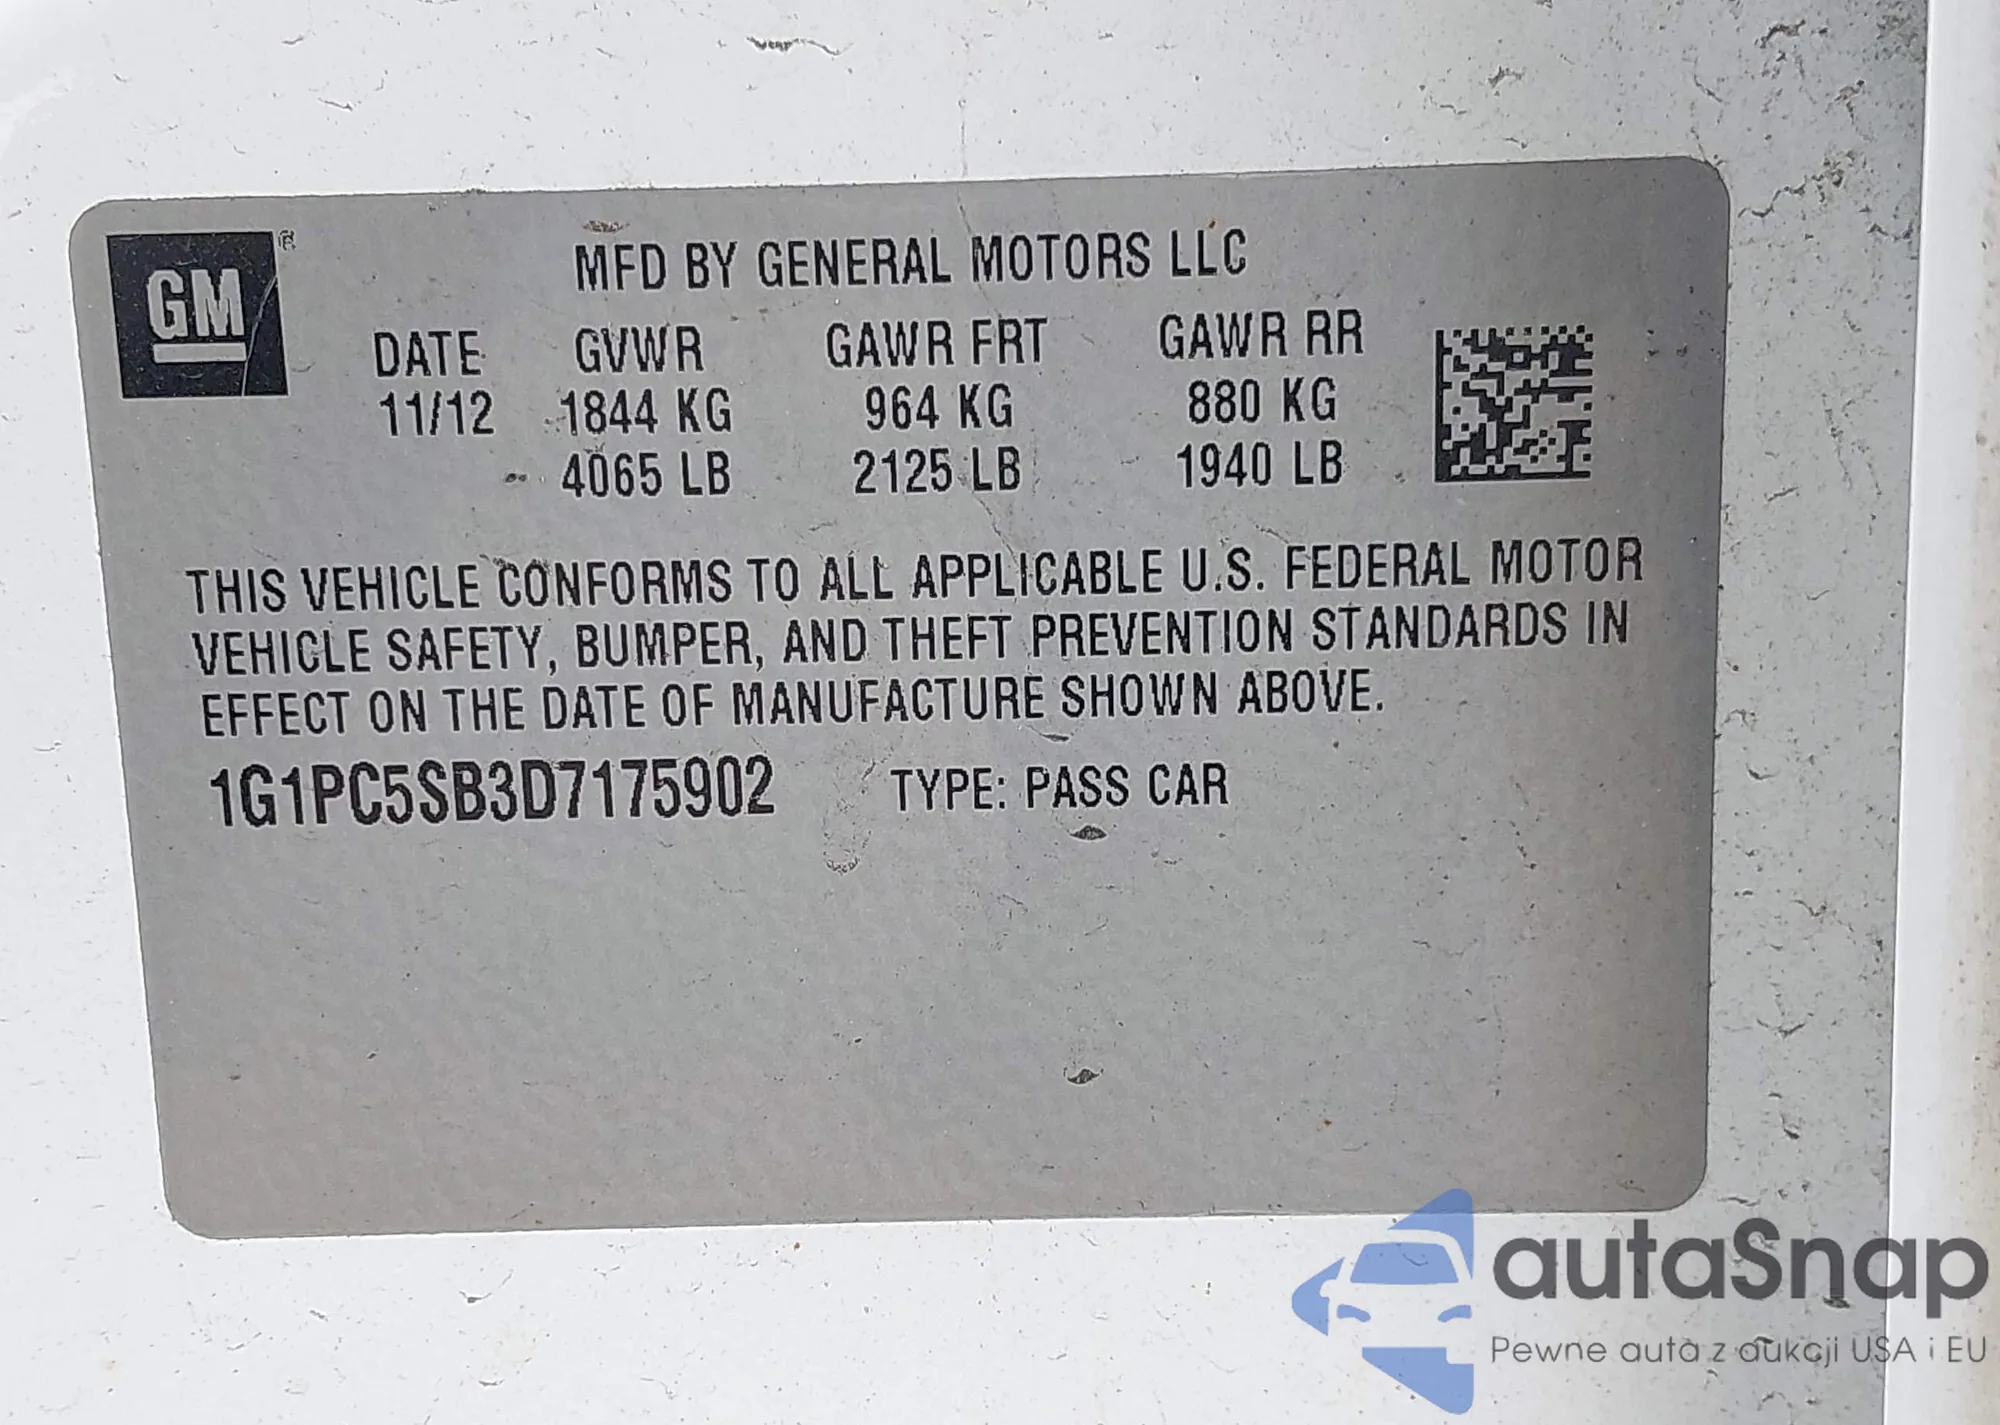 GM ®
MFD BY GENERAL MOTORS LLC
DATE GVWR GAWR FRT GAWR RR
11/12 1844 KG 964 KG 880 KG
4065 LB 2125 LB 1940 LB
THIS VEHICLE CONFORMS TO ALL APPLICABLE U.S. FEDERAL MOTOR
VEHICLE SAFETY, BUMPER, AND THEFT PREVENTION STANDARDS IN
EFFECT ON THE DATE OF MANUFACTURE SHOWN ABOVE.
1G1PC5SB3D7175902 TYPE: PASS CAR
autaSnap
Pewne auta z aukcji USA i EU